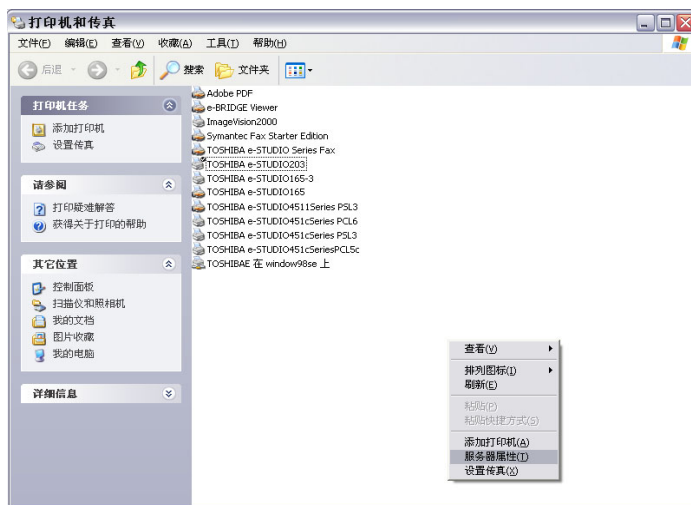 打印机和传真
文件(F) 编辑(E) 查看(V) 收藏(A) 工具(T) 帮助(H)
后退 搜索 文件夹
打印机任务
添加打印机
设置传真
请参阅
打印疑难解答
获得关于打印的帮助
其它位置
控制面板
扫描仪和照相机
我的文档
图片收藏
我的电脑
详细信息
Adobe PDF
e-BRIDGE Viewer
ImageVision2000
Symantec Fax Starter Edition
TOSHIBA e-STUDIO Series Fax
TOSHIBA e-STUDIO203
TOSHIBA e-STUDIO165-3
TOSHIBA e-STUDIO165
TOSHIBA e-STUDIO4511Series PSL3
TOSHIBA e-STUDIO451cSeries PCL6
TOSHIBA e-STUDIO451cSeries PSL3
TOSHIBA e-STUDIO451cSeriesPCL5c
TOSHIBAE 在 window98se 上
查看(V)
排列图标(I)
刷新(E)
粘贴(P)
粘贴快捷方式(S)
添加打印机(A)
服务器属性(T)
设置传真(X)